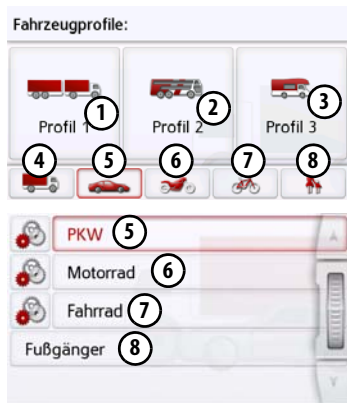 Fahrzeugprofile:
1 2 3
Profil 1 Profil 2 Profil 3
4 5 6 7 8
PKW 5
Motorrad 6
Fahrrad 7
Fußgänger 8